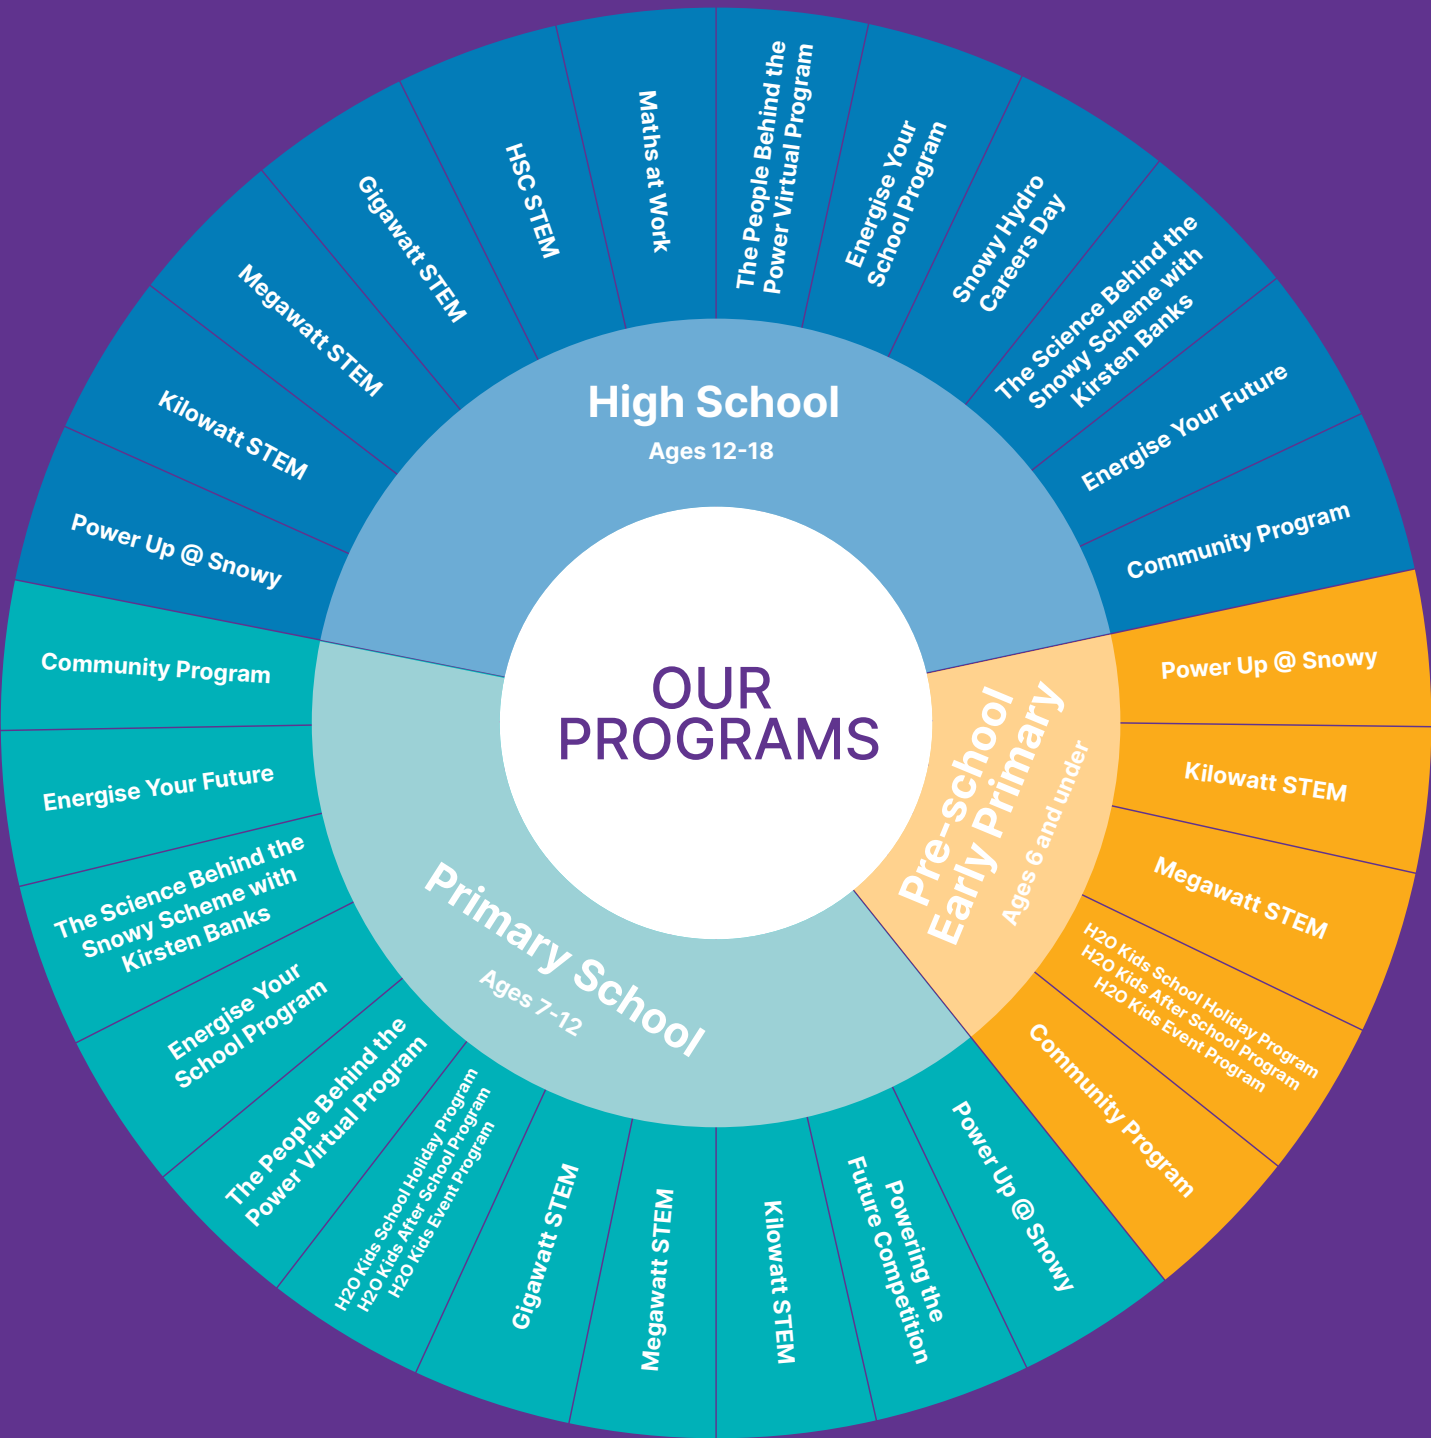 OUR
PROGRAMS
High School
Ages 12-18
Power Up @ Snowy
Kilowatt STEM
Megawatt STEM
Gigawatt STEM
HSC STEM
Maths at Work
The People Behind the
Power Virtual Program
Energise Your
School Program
Snowy Hydro
Careers Day
The Science Behind the
Snowy Scheme with
Kirsten Banks
Energise Your Future
Community Program
Pre-school
Early Primary
Ages 6 and under
Power Up @ Snowy
Kilowatt STEM
Megawatt STEM
H2O Kids School Holiday Program
H2O Kids After School Program
H2O Kids Event Program
Community Program
Primary School
Ages 7-12
Power Up @ Snowy
Powering the
Future Competition
Kilowatt STEM
Megawatt STEM
Gigawatt STEM
H2O Kids School Holiday Program
H2O Kids After School Program
H2O Kids Event Program
The People Behind the
Power Virtual Program
Energise Your
School Program
The Science Behind the
Snowy Scheme with
Kirsten Banks
Energise Your Future
Community Program